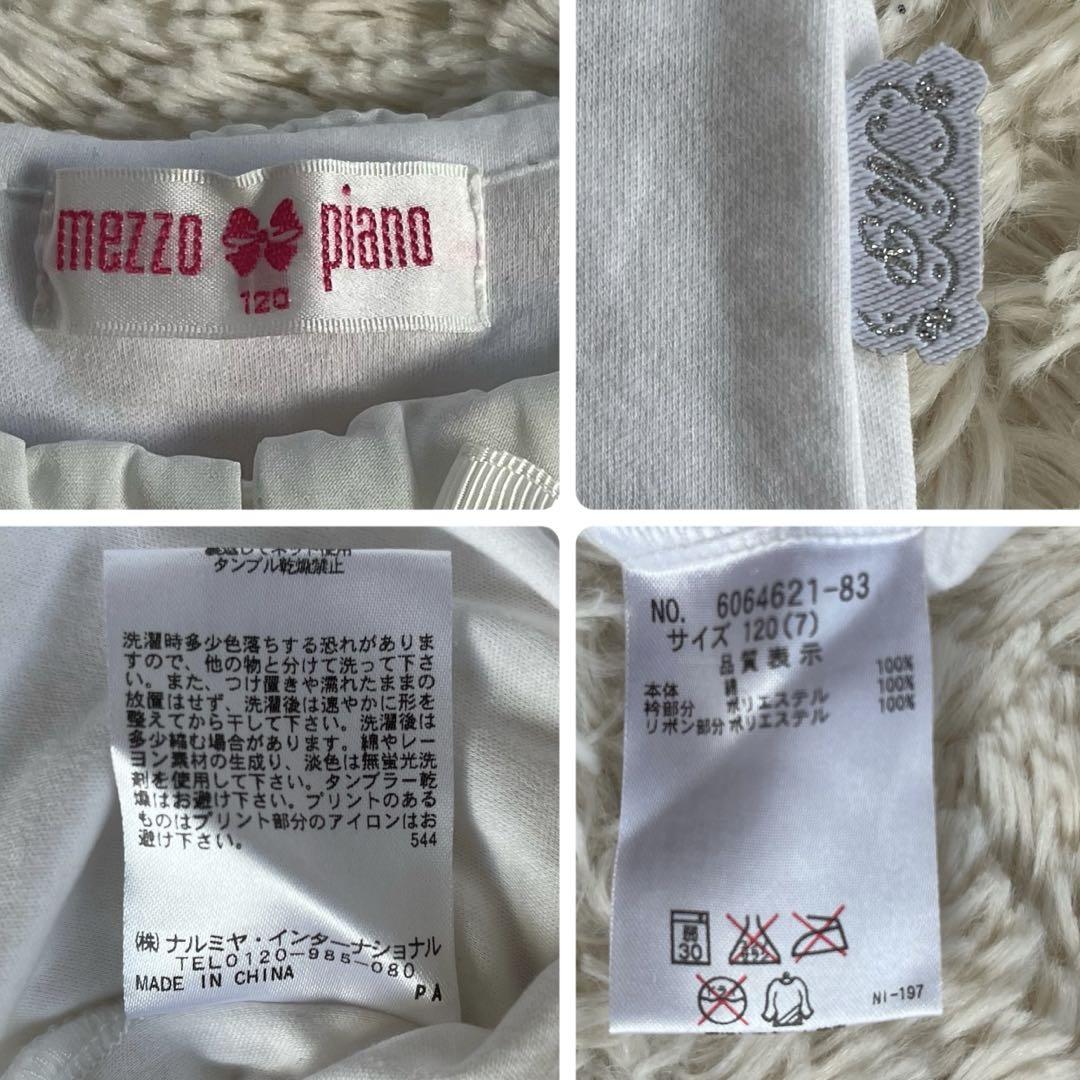 mezzo piano
120
タンブル乾燥禁止
洗濯時多少色落ちする恐れがありま
すので、他の物と分けて洗って下さ
い。また、つけ置きや濡れたままの
放置はせず、洗濯後は速やかに形を
整えてから干して下さい。洗濯後は
多少縮む場合があります。綿やレー
ヨン素材の生成り、淡色は無蛍光洗
剤を使用して下さい。タンブラー乾
燥はお避け下さい。プリントのある
ものはプリント部分のアイロンはお
避け下さい。 544
(株)ナルミヤ・インターナショナル
TEL0120-985-080
MADE IN CHINA
PA
NO. 6064621-83
サイズ 120(7)
品質表示
本体 綿 100%
衿部分 ポリエステル 100%
リボン部分 ポリエステル 100%
弱
30
エンソ
サラシ
ドライ
NI-197